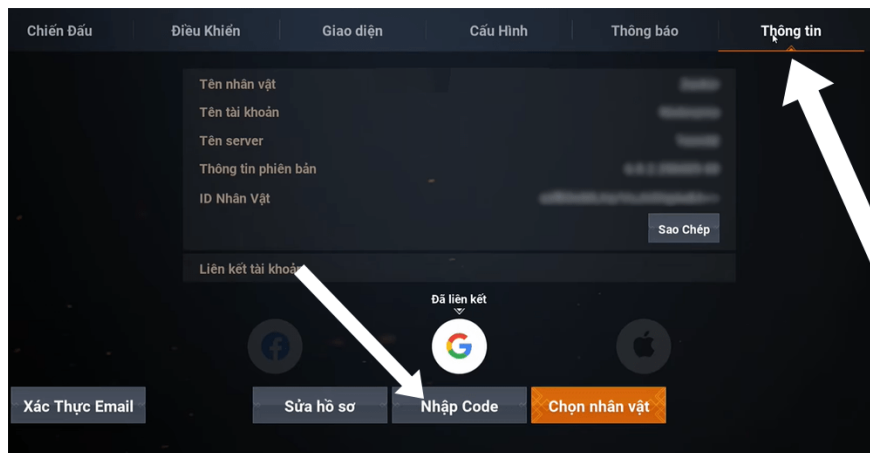 Chiến Đấu Điều Khiển Giao diện Cấu Hình Thông báo Thông tin
Tên nhân vật
Tên tài khoản
Tên server
Thông tin phiên bản
ID Nhân Vật
Sao Chép
Liên kết tài khoản
Đã liên kết
Xác Thực Email Sửa hồ sơ Nhập Code Chọn nhân vật